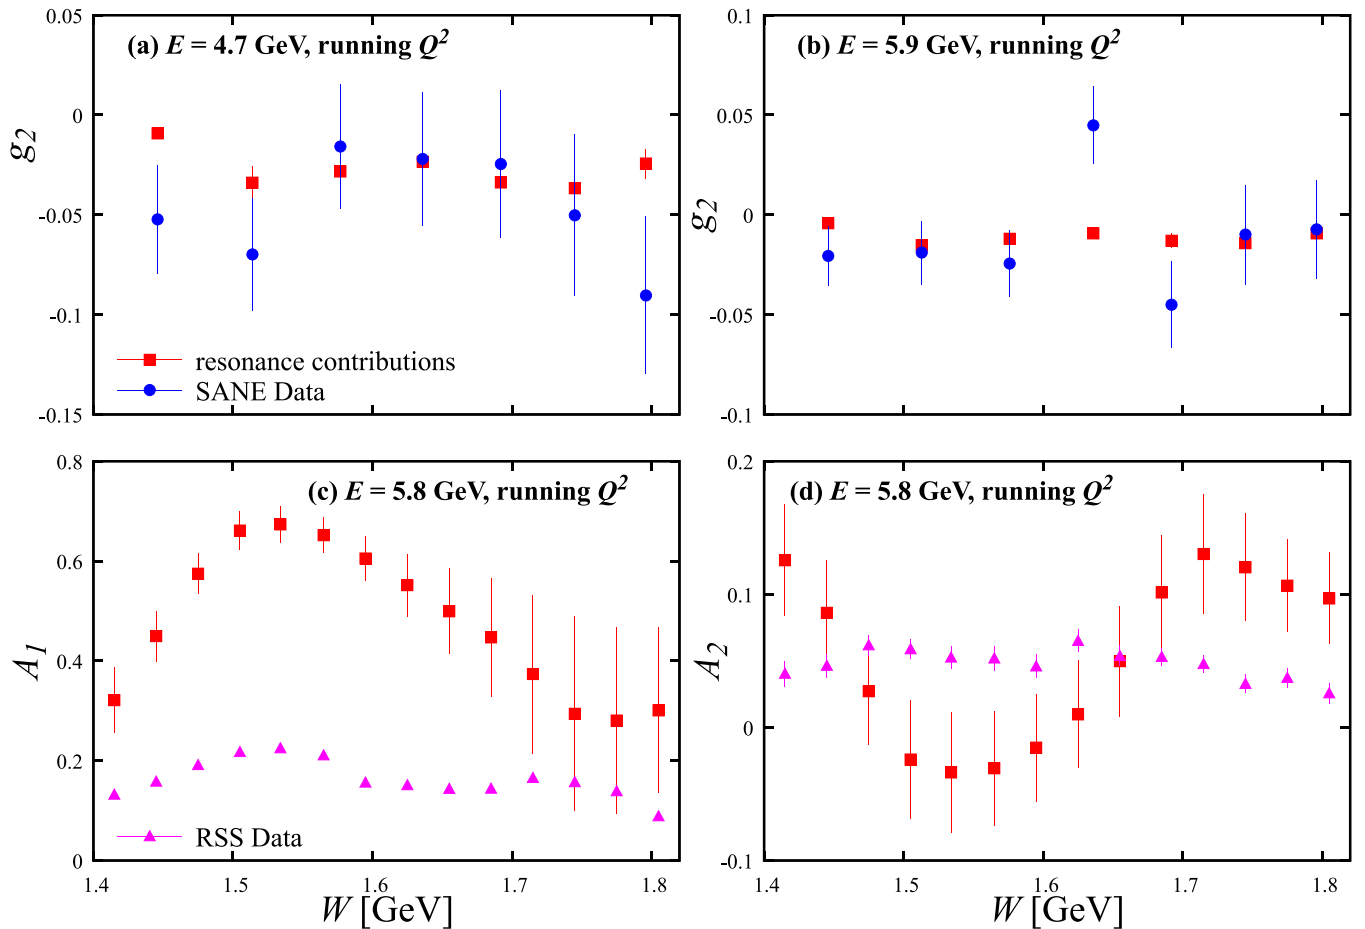 (a) E = 4.7 GeV, running Q²
0.05
0
-0.05
-0.1
-0.15
g₂
resonance contributions
SANE Data
(b) E = 5.9 GeV, running Q²
0.1
0.05
0
-0.05
-0.1
g₂
(c) E = 5.8 GeV, running Q²
0.8
0.6
0.4
0.2
0
A₁
RSS Data
1.4 1.5 1.6 1.7 1.8
W [GeV]
(d) E = 5.8 GeV, running Q²
0.2
0.1
0
-0.1
A₂
1.4 1.5 1.6 1.7 1.8
W [GeV]